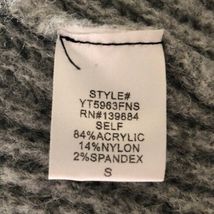 STYLE#
YT5963FNS
RN#139684
SELF
84%ACRYLIC
14%NYLON
2%SPANDEX
S